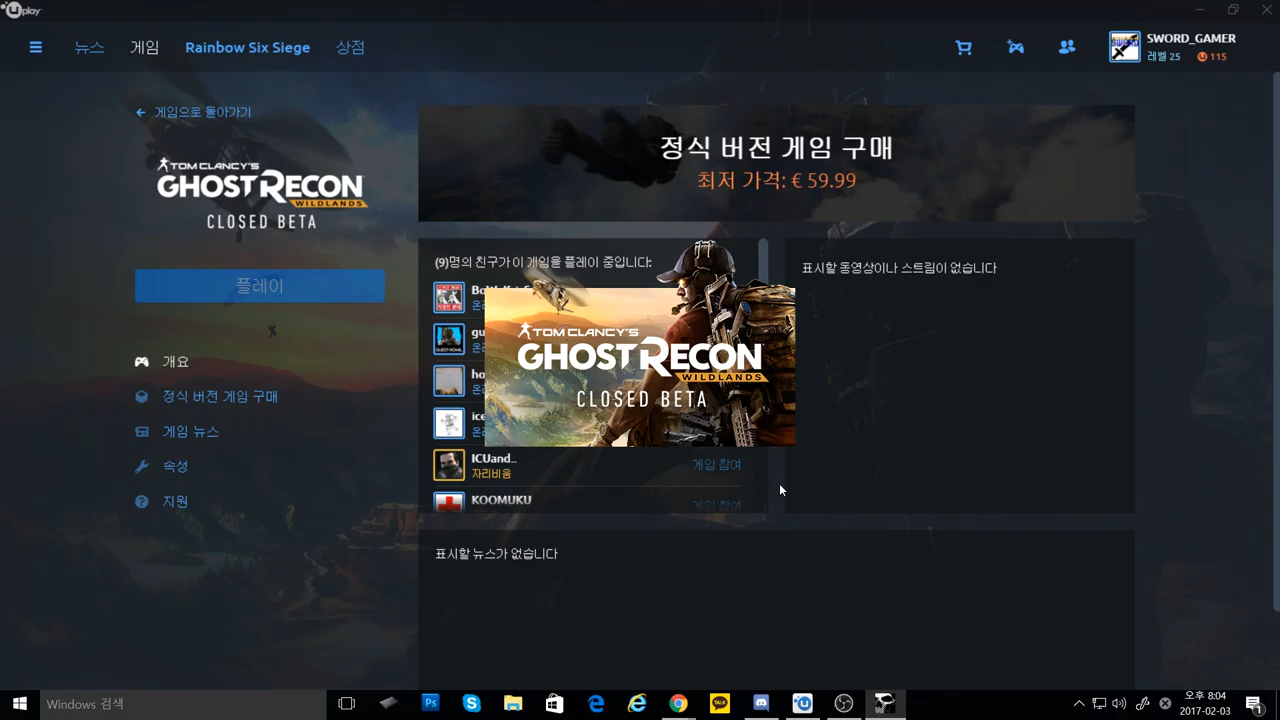 uplay
뉴스 게임 Rainbow Six Siege 상점
SWORD_GAMER
레벨 25 115
게임으로 돌아가기
TOM CLANCY'S
GHOST RECON
WILDLANDS
CLOSED BETA
플레이
개요
정식 버전 게임 구매
게임 뉴스
속성
지원
정식 버전 게임 구매
최저 가격: € 59.99
(9)명의 친구가 이 게임을 플레이 중입니다:
ICUand..
자리비움
게임 참여
KOOMUKU
게임 참여
TOM CLANCY'S
GHOST RECON
WILDLANDS
CLOSED BETA
표시할 동영상이나 스트림이 없습니다
표시할 뉴스가 없습니다
Windows 검색
Ps
TALK
오후 8:04
2017-02-03
1